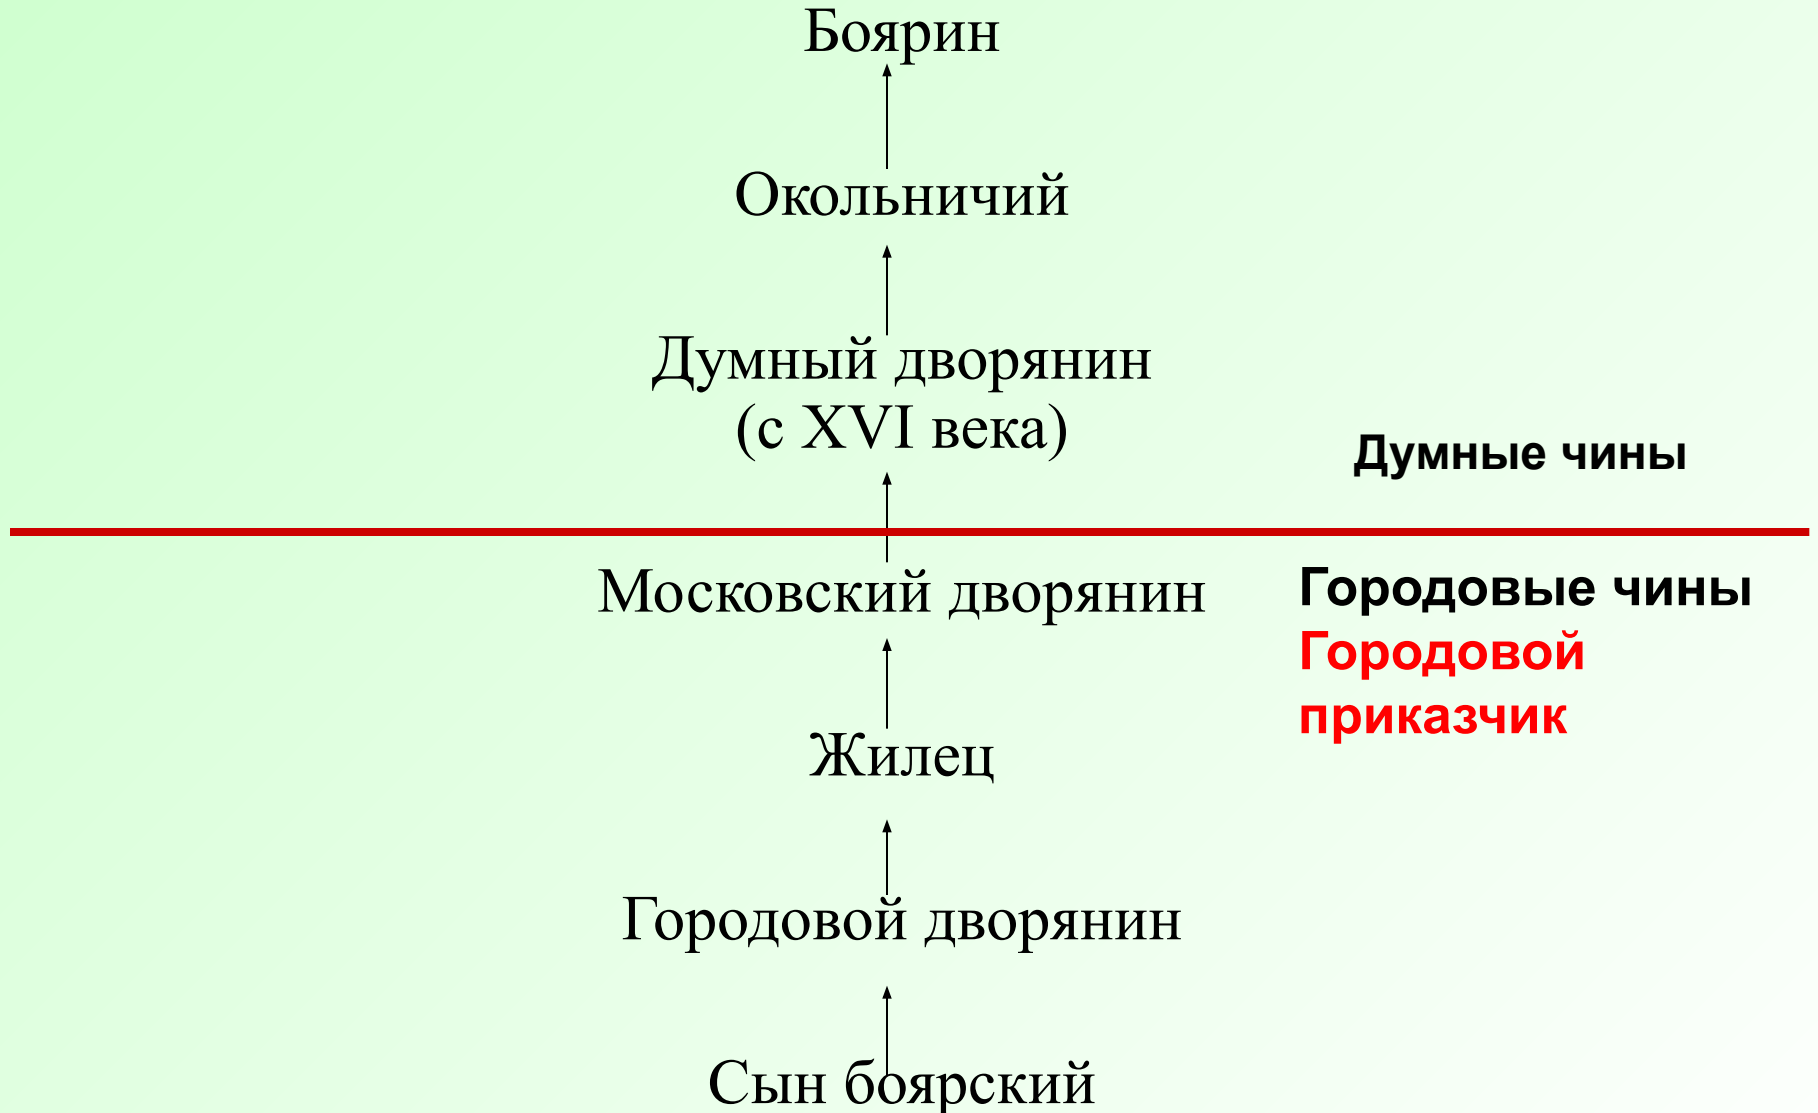 Боярин
Окольничий
Думный дворянин
(с XVI века)
Думные чины
Московский дворянин
Городовые чины
Городовой
приказчик
Жилец
Городовой дворянин
Сын боярский